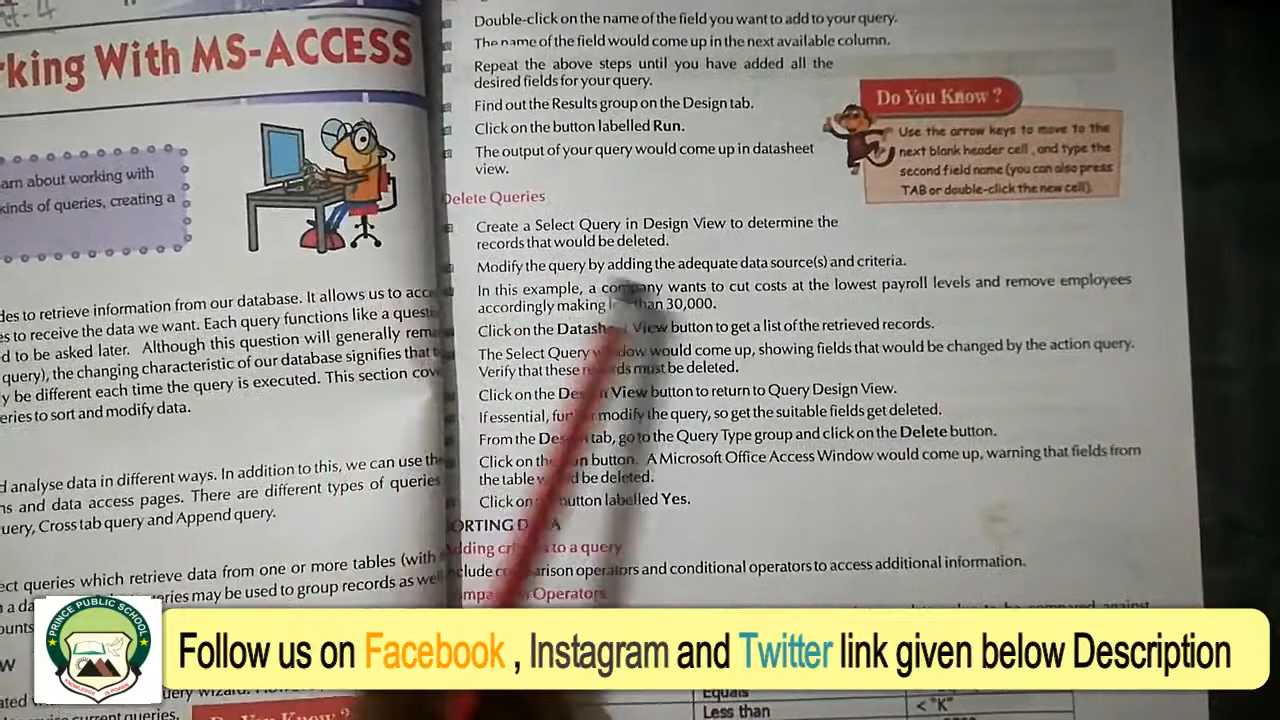 rking With MS-ACCESS
arn about working with
kinds of queries, creating a
des to retrieve information from our database. It allows us to
es to receive the data we want. Each query functions like a
d to be asked later. Although this question will generally
query), the changing characteristic of our database signifies that
y be different each time the query is executed. This section
eries to sort and modify data.
d analyse data in different ways. In addition to this, we can use
ns and data access pages. There are different types of queries
uery, Cross tab query and Append query.
ect queries which retrieve data from one or more tables (with
eries may be used to group records as
ounts
Double-click on the name of the field you want to add to your query.
The name of the field would come up in the next available column.
Repeat the above steps until you have added all the
desired fields for your query.
Find out the Results group on the Design tab.
Click on the button labelled Run.
The output of your query would come up in datasheet
view.
Do You Know ?
Use the arrow keys to move to the
next blank header cell , and type the
second field name (you can also press
TAB or double-click the new cell).
Delete Queries
Create a Select Query in Design View to determine the
records that would be deleted.
Modify the query by adding the adequate data source(s) and criteria.
In this example, a company wants to cut costs at the lowest payroll levels and remove employees
accordingly making than 30,000.
Click on the View button to get a list of the retrieved records.
The Select Query would come up, showing fields that would be changed by the action query.
Verify that these must be deleted.
Click on the View button to return to Query Design View.
If essential, modify the query, so get the suitable fields get deleted.
From the tab, go to the Query Type group and click on the Delete button.
Click on button. A Microsoft Office Access Window would come up, warning that fields from
the table be deleted.
Click on button labelled Yes.
ORTING
to a query
and conditional operators to access additional information.
Operators
PRINCE PUBLIC SCHOOL
KNOWLEDGE IS POWER
Follow us on Facebook , Instagram and Twitter link given below Description
uery wizard.
Do You Know ?
Equals
Less than < "K"